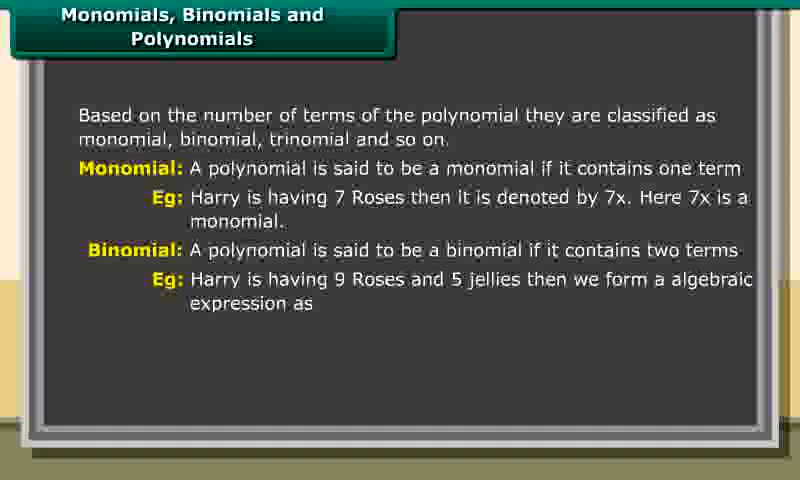 Monomials, Binomials and
Polynomials
Based on the number of terms of the polynomial they are classified as
monomial, binomial, trinomial and so on.
Monomial: A polynomial is said to be a monomial if it contains one term
Eg: Harry is having 7 Roses then it is denoted by 7x. Here 7x is a
monomial.
Binomial: A polynomial is said to be a binomial if it contains two terms
Eg: Harry is having 9 Roses and 5 jellies then we form a algebraic
expression as